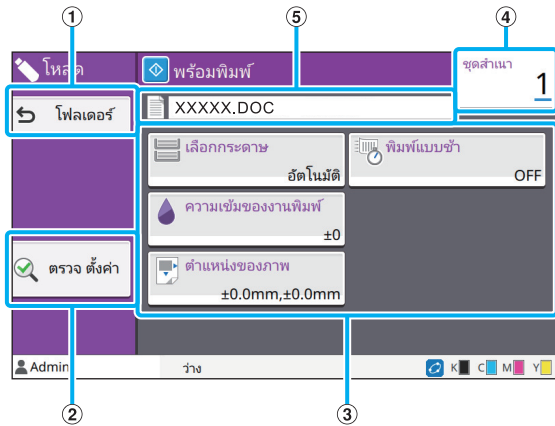 ① ⑤ ④
โหลด
พร้อมพิมพ์
ชุดสำเนา
1
โฟลเดอร์
XXXXX.DOC
เลือกกระดาษ
อัตโนมัติ
พิมพ์แบบช้า
OFF
ความเข้มของงานพิมพ์
±0
ตรวจ ตั้งค่า
ตำแหน่งของภาพ
±0.0mm,±0.0mm
Admin
ว่าง
K C M Y
② ③